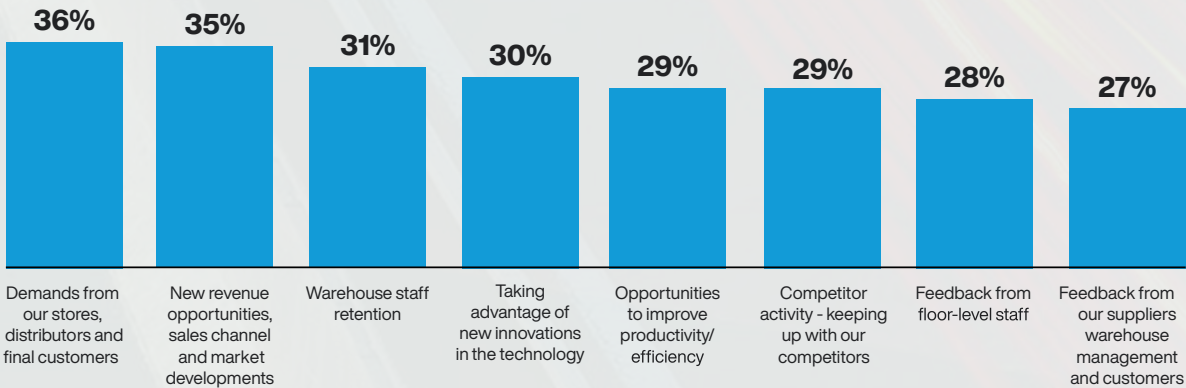 36%
35%
31%
30%
29%
29%
28%
27%
Demands from
our stores,
distributors and
final customers
New revenue
opportunities,
sales channel
and market
developments
Warehouse staff
retention
Taking
advantage of
new innovations
in the technology
Opportunities
to improve
productivity/
efficiency
Competitor
activity - keeping
up with our
competitors
Feedback from
floor-level staff
Feedback from
our suppliers
warehouse
management
and customers